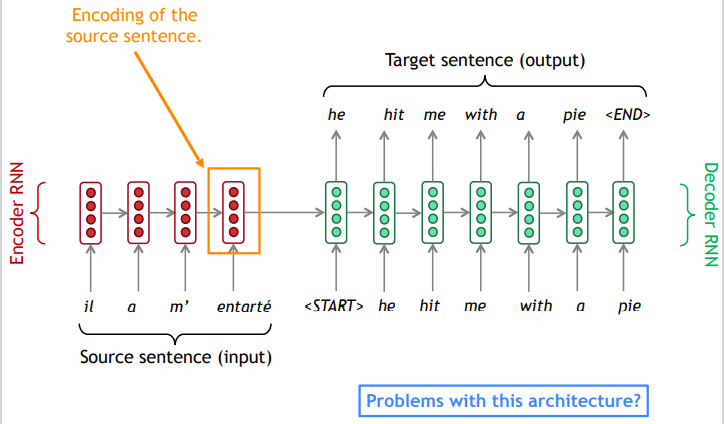 Encoding of the
source sentence.
Target sentence (output)
he hit me with a pie <END>
Encoder RNN
Decoder RNN
il a m’ entarté <START> he hit me with a pie
Source sentence (input)
Problems with this architecture?